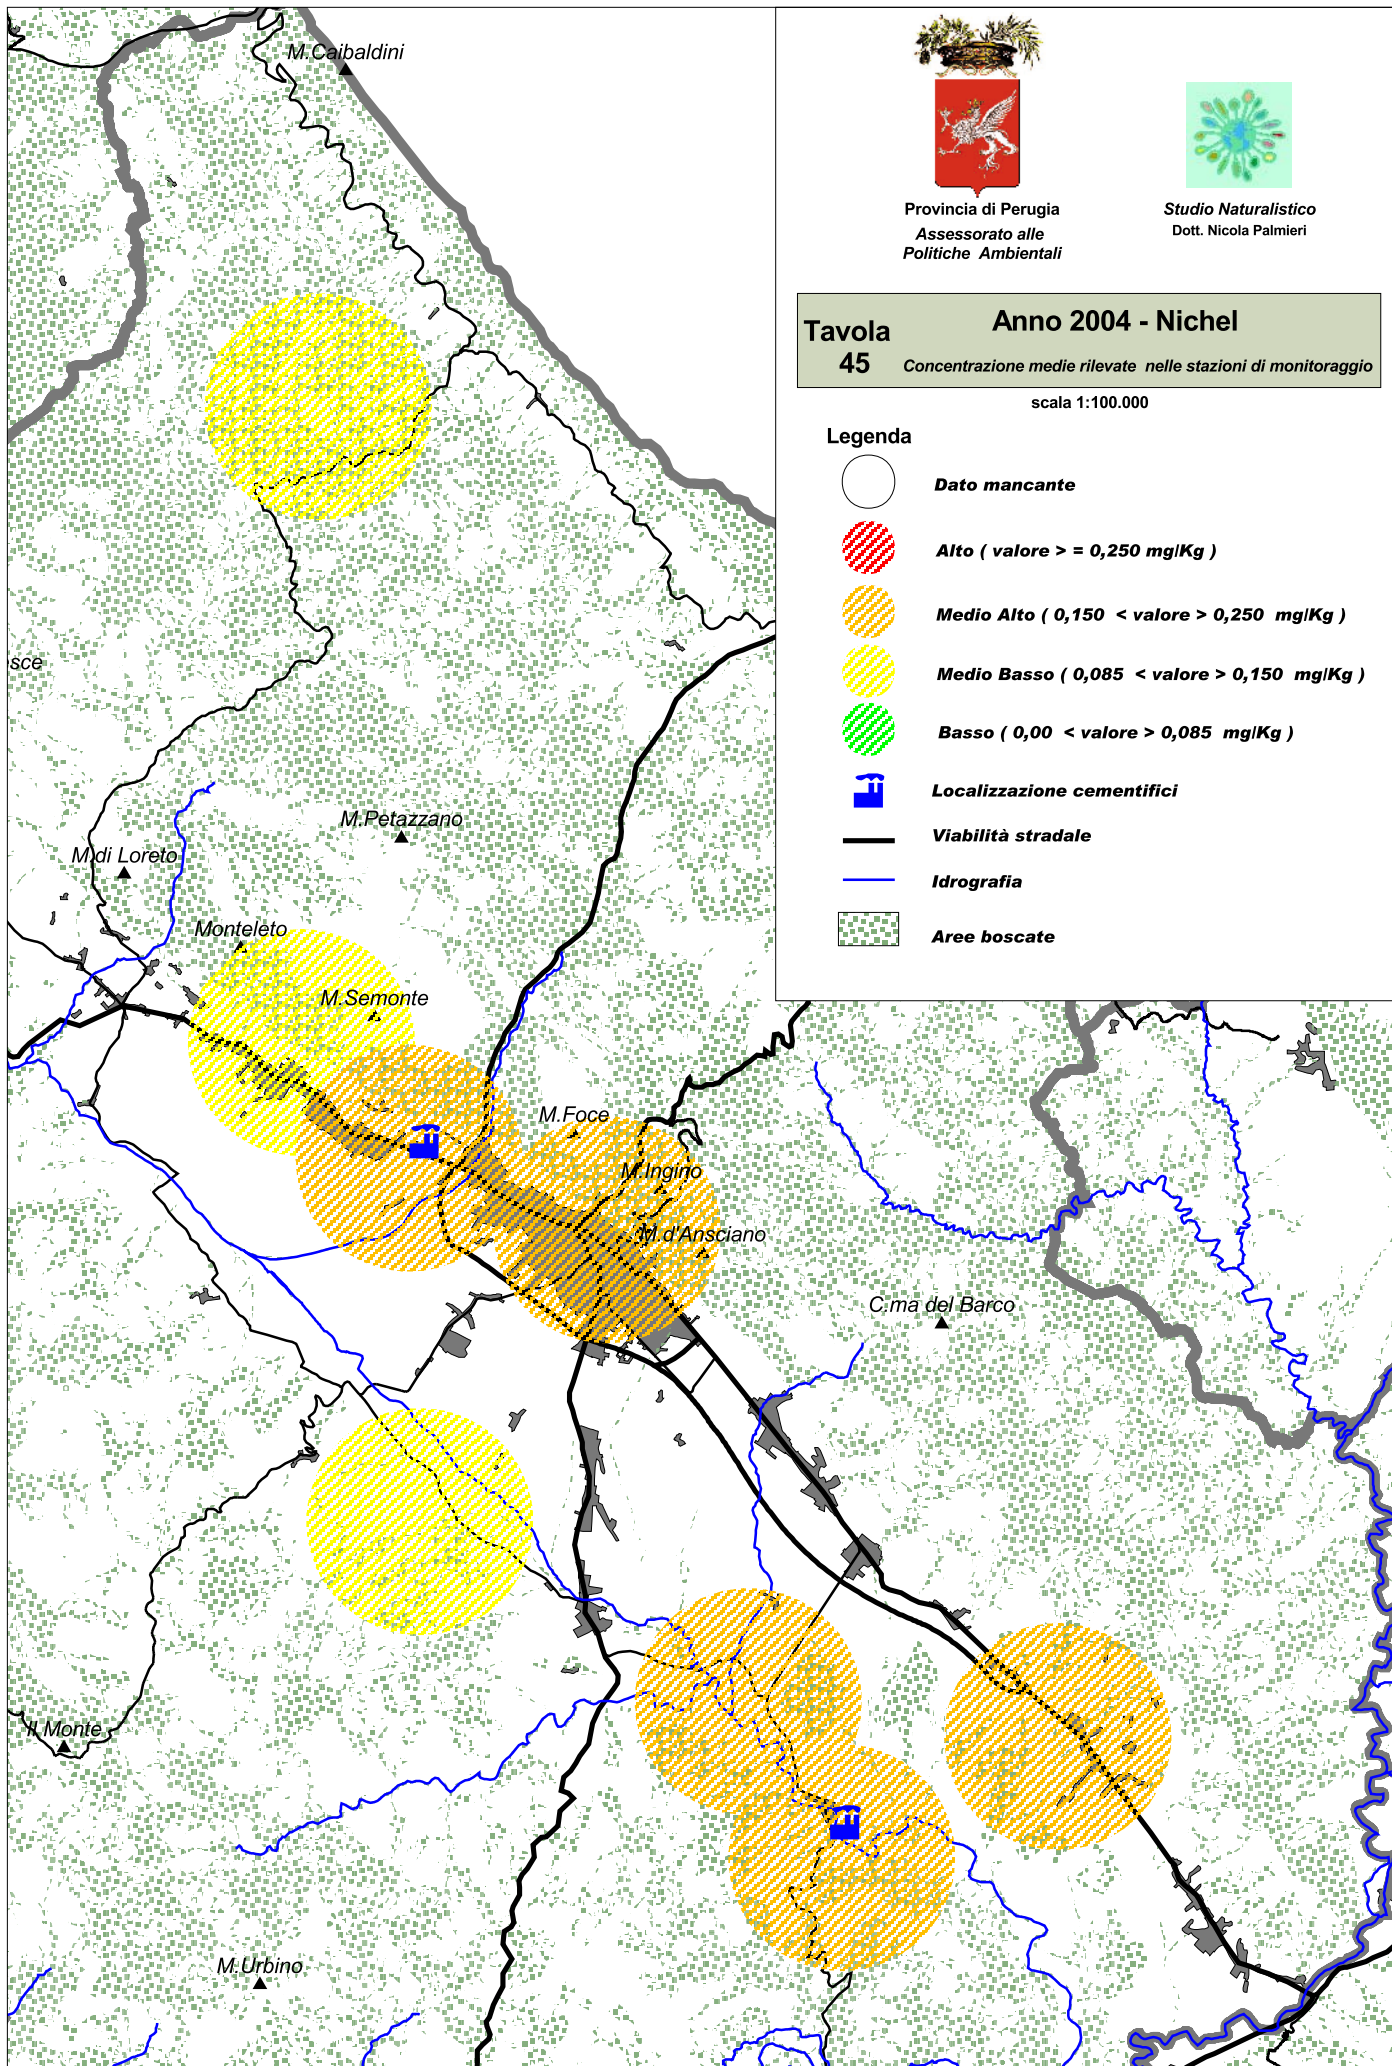 Provincia di Perugia
Assessorato alle
Politiche Ambientali
Studio Naturalistico
Dott. Nicola Palmieri
Tavola
45
Anno 2004 - Nichel
Concentrazione medie rilevate nelle stazioni di monitoraggio
scala 1:100.000
Legenda
Dato mancante
Alto ( valore > = 0,250 mg/Kg )
Medio Alto ( 0,150 < valore > 0,250 mg/Kg )
Medio Basso ( 0,085 < valore > 0,150 mg/Kg )
Basso ( 0,00 < valore > 0,085 mg/Kg )
Localizzazione cementifici
Viabilità stradale
Idrografia
Aree boscate
M.Caibaldini
sce
M.Petazzano
M.di Loreto
Monteleto
M.Semonte
M.Foce
M.Ingino
M.d'Ansciano
C.ma del Barco
Il Monte
M.Urbino